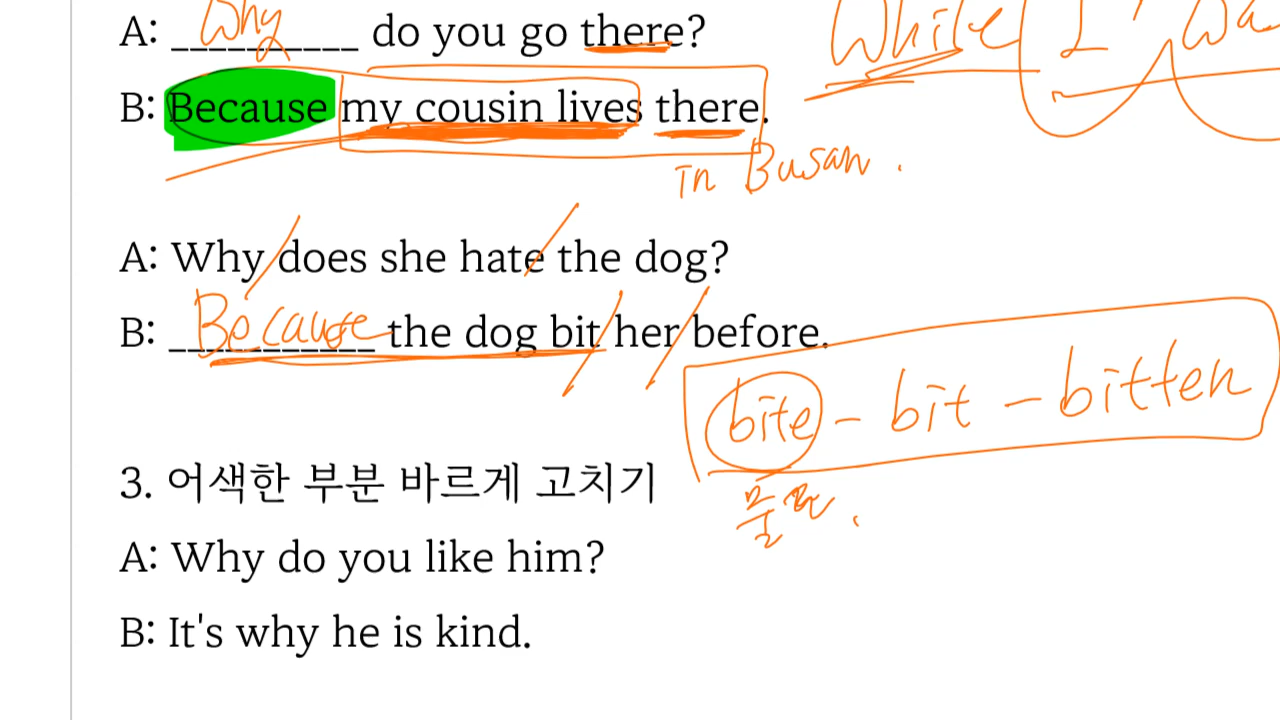 A: Why do you go there?
While I wa
B: Because my cousin lives there.
in Busan.
A: Why does she hate the dog?
B: Because the dog bit her before.
bite - bit - bitten
물다.
3. 어색한 부분 바르게 고치기
A: Why do you like him?
B: It's why he is kind.